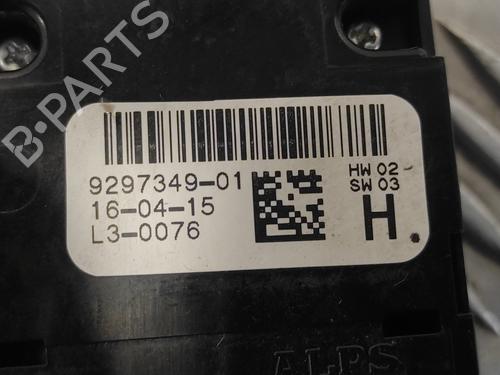 B-PARTS
9297349-01
16-04-15
L3-0076
HW 02
SW 03
H
ALPS